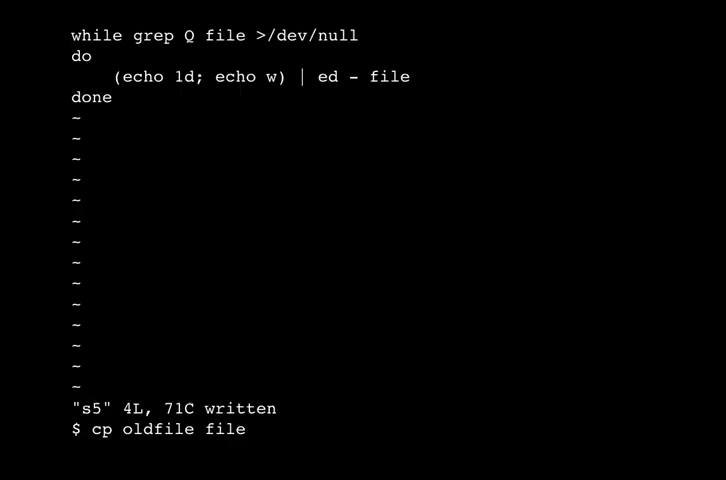 while grep Q file >/dev/null
do
    (echo 1d; echo w) | ed - file
done
~
~
~
~
~
~
~
~
~
~
~
~
~
~
"s5" 4L, 71C written
$ cp oldfile file